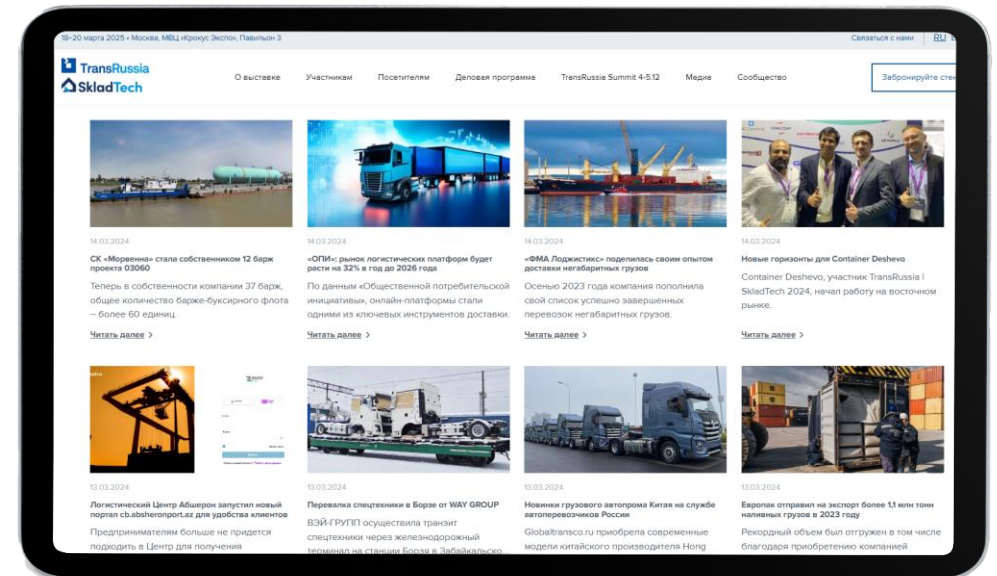 18–20 марта 2025 • Москва, МВЦ «Крокус Экспо», Павильон 3
Связаться с нами
RU
TransRussia
SkladTech
О выставке
Участникам
Посетителям
Деловая программа
TransRussia Summit 4-5.12
Медиа
Сообщество
Забронируйте стен
14.03.2024
СК «Морвенна» стала собственником 12 барж
проекта 03060
Теперь в собственности компании 37 барж,
общее количество барже-буксирного флота
– более 60 единиц.
Читать далее >
14.03.2024
«ОПИ»: рынок логистических платформ будет
расти на 32% в год до 2026 года
По данным «Общественной потребительской
инициативы», онлайн-платформы стали
одними из ключевых инструментов доставки.
Читать далее >
14.03.2024
«ФМА Лоджистикс» поделилась своим опытом
доставки негабаритных грузов
Осенью 2023 года компания пополнила
свой список успешно завершенных
перевозок негабаритных грузов.
Читать далее >
14.03.2024
Новые горизонты для Container Deshevo
Container Deshevo, участник TransRussia |
SkladTech 2024, начал работу на восточном
рынке.
Читать далее >
13.03.2024
Логистический Центр Абшерон запустил новый
портал cb.absheronport.az для удобства клиентов
Предпринимателям больше не придется
подходить в Центр для получения
13.03.2024
Перевалка спецтехники в Борзе от WAY GROUP
ВЭЙ-ГРУПП осуществила транзит
спецтехники через железнодорожный
терминал на станции Борзя в Забайкальско...
13.03.2024
Новинки грузового автопрома Китая на службе
автоперевозчиков России
Globaltransco.ru приобрела современные
модели китайского производителя Hong
13.03.2024
Европак отправил на экспорт более 1,1 млн тонн
наливных грузов в 2023 году
Рекордный объем был отгружен в том числе
благодаря приобретению компанией